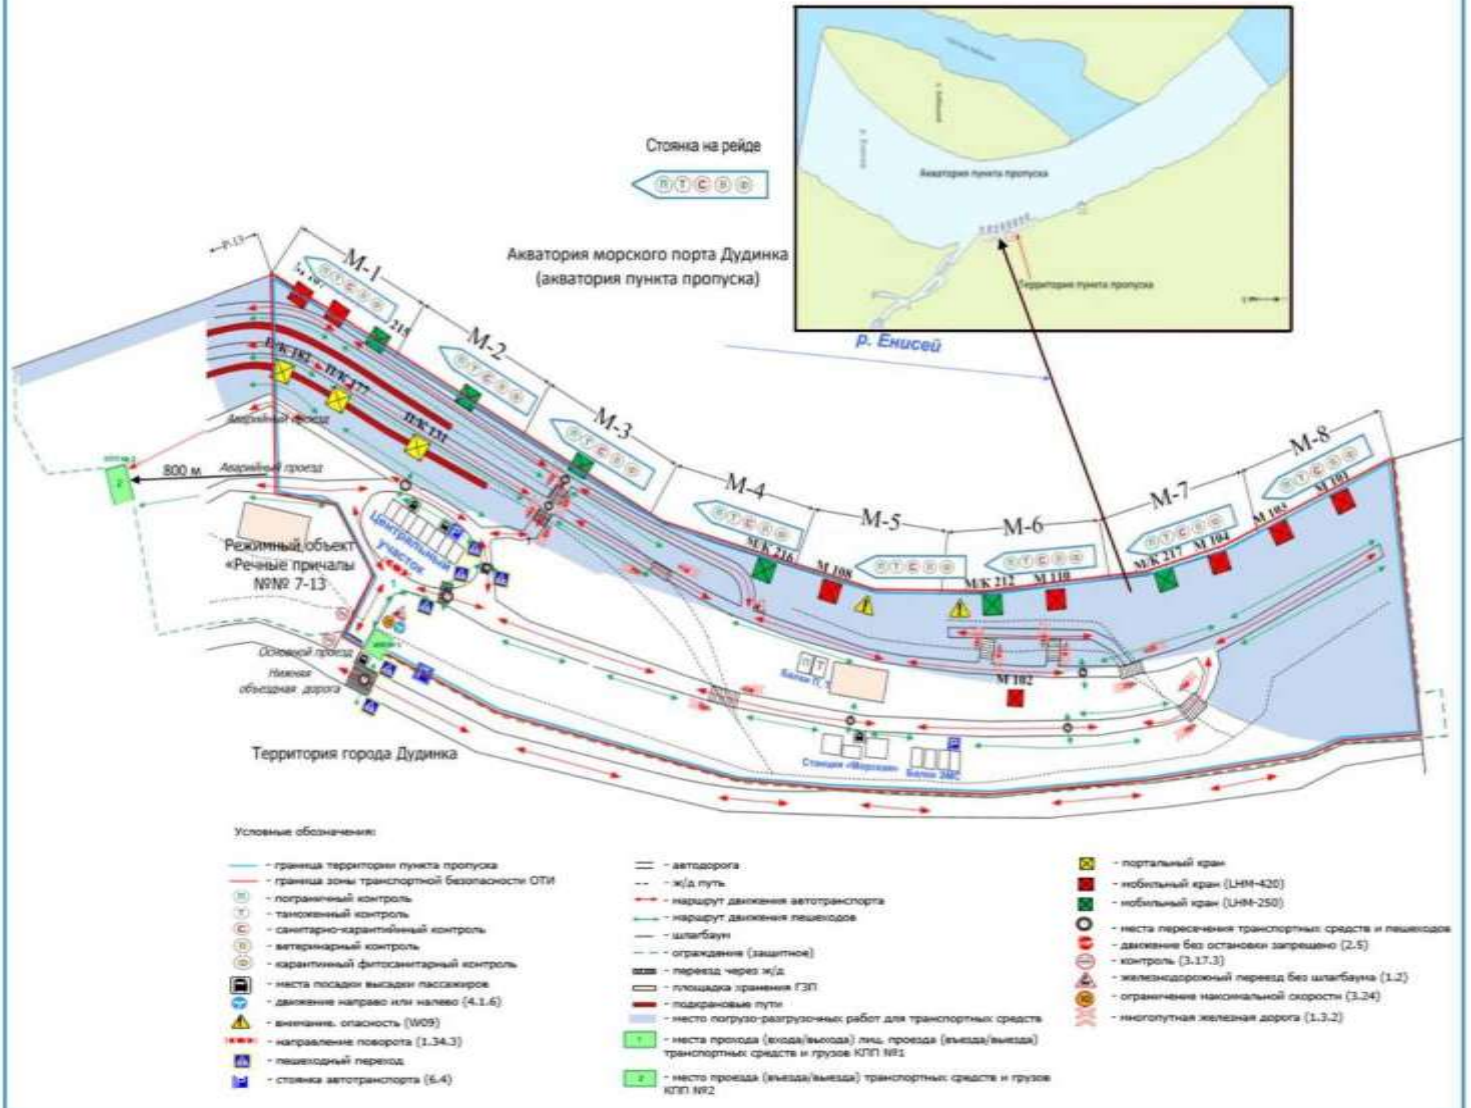 Стоянка на рейде
П Т С В Ф
Акватория морского порта Дудинка
(акватория пункта пропуска)
Акватория пункта пропуска
Территория пункта пропуска
р. Енисей
р. Енисей
Р-13
М-1
М-2
М-3
М-4
М-5
М-6
М-7
М-8
П Т С В Ф
П Т С В Ф
П Т С В Ф
П Т С В Ф
П Т С В Ф
П Т С В Ф
П Т С В Ф
П Т С В Ф
215
П/К 182
П/К 177
П/К 131
М/К 216
М 108
М/К 212
М 110
М/К 217
М 104
М 103
М 101
М 102
Аварийный проезд
800 м
Аварийный проезд
2
Центральный
участок
Режимный объект
«Речные причалы
№№ 7-13
Основной проезд
Нижняя
объездная дорога
П Т
Балки П, Т
Станция «Морская»
Балок ЭМС
Территория города Дудинка
Условные обозначения:
- граница территории пункта пропуска
- граница зоны транспортной безопасности ОТИ
П - пограничный контроль
Т - таможенный контроль
С - санитарно-карантийнный контроль
В - ветеринарный контроль
Ф - карантинный фитосанитарный контроль
- места посадки высадки пассажиров
- движение направо или налево (4.1.6)
- внимание, опасность (W09)
- направление поворота (1.34.3)
- пешеходный переход
P - стоянка автотранспорта (6.4)
- автодорога
- ж/д путь
- маршрут движения автотранспорта
- маршрут движения пешеходов
- шлагбаум
- ограждение (защитное)
- переезд через ж/д
- площадка хранения ГЗП
- подкрановые пути
- место погрузо-разгрузочных работ для транспортных средств
1 - места прохода (входа/выхода) лиц, проезда (въезда/выезда)
транспортных средств и грузов КПП №1
2 - место проезда (въезда/выезда) транспортных средств и грузов
КПП №2
- портальный кран
- мобильный кран (LHM-420)
- мобильный кран (LHM-250)
- места пересечения транспортных средств и пешеходов
- движение без остановки запрещено (2.5)
- контроль (3.17.3)
- железнодорожный переезд без шлагбаума (1.2)
- ограничение максимальной скорости (3.24)
- многопутная железная дорога (1.3.2)